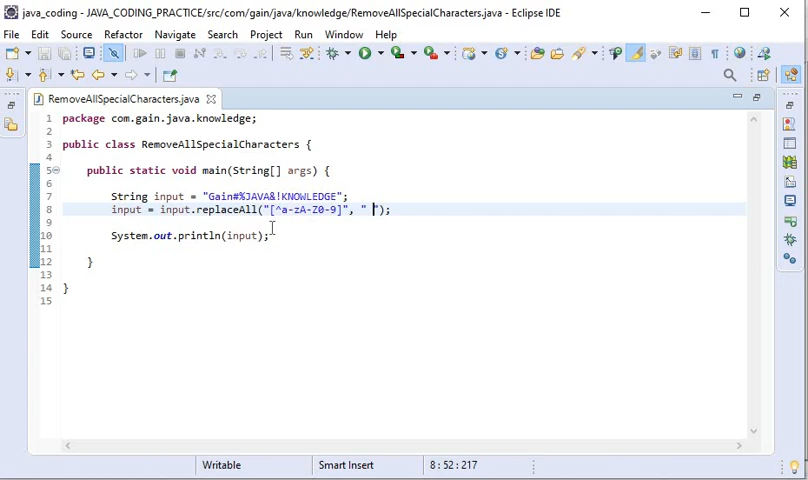 java_coding - JAVA_CODING_PRACTICE/src/com/gain/java/knowledge/RemoveAllSpecialCharacters.java - Eclipse IDE
File Edit Source Refactor Navigate Search Project Run Window Help
RemoveAllSpecialCharacters.java
1 package com.gain.java.knowledge;
2
3 public class RemoveAllSpecialCharacters {
4
5 public static void main(String[] args) {
6
7 String input = "Gain#%JAVA&!KNOWLEDGE";
8 input = input.replaceAll("[^a-zA-Z0-9]", " ");
9
10 System.out.println(input);
11
12 }
13
14 }
15
Writable Smart Insert 8 : 52 : 217